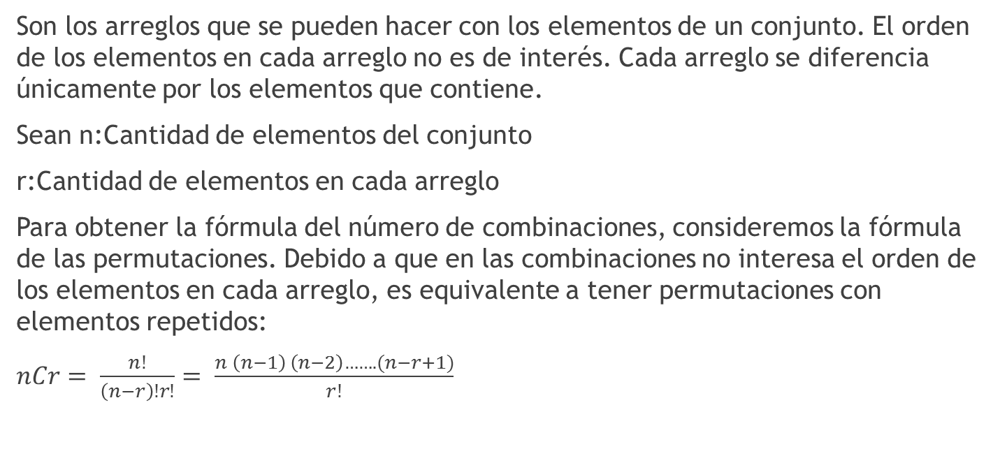 Son los arreglos que se pueden hacer con los elementos de un conjunto. El orden
de los elementos en cada arreglo no es de interés. Cada arreglo se diferencia
únicamente por los elementos que contiene.
Sean n:Cantidad de elementos del conjunto
r:Cantidad de elementos en cada arreglo
Para obtener la fórmula del número de combinaciones, consideremos la fórmula
de las permutaciones. Debido a que en las combinaciones no interesa el orden de
los elementos en cada arreglo, es equivalente a tener permutaciones con
elementos repetidos:
nCr = n!/((n−r)!r!) = (n (n−1) (n−2).......(n−r+1))/r!